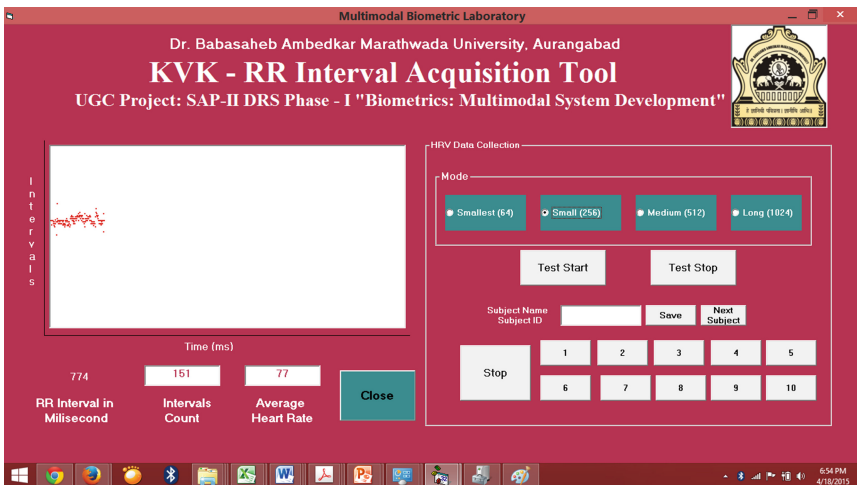 Multimodal Biometric Laboratory
Dr. Babasaheb Ambedkar Marathwada University, Aurangabad
KVK - RR Interval Acquisition Tool
UGC Project: SAP-II DRS Phase - I "Biometrics: Multimodal System Development"
Intervals
Time (ms)
774
RR Interval in
Milisecond
151
Intervals
Count
77
Average
Heart Rate
Close
HRV Data Collection
Mode
Smallest (64)
Small (256)
Medium (512)
Long (1024)
Test Start
Test Stop
Subject Name
Subject ID
Save
Next
Subject
Stop
1
2
3
4
5
6
7
8
9
10
6:54 PM
4/18/2015